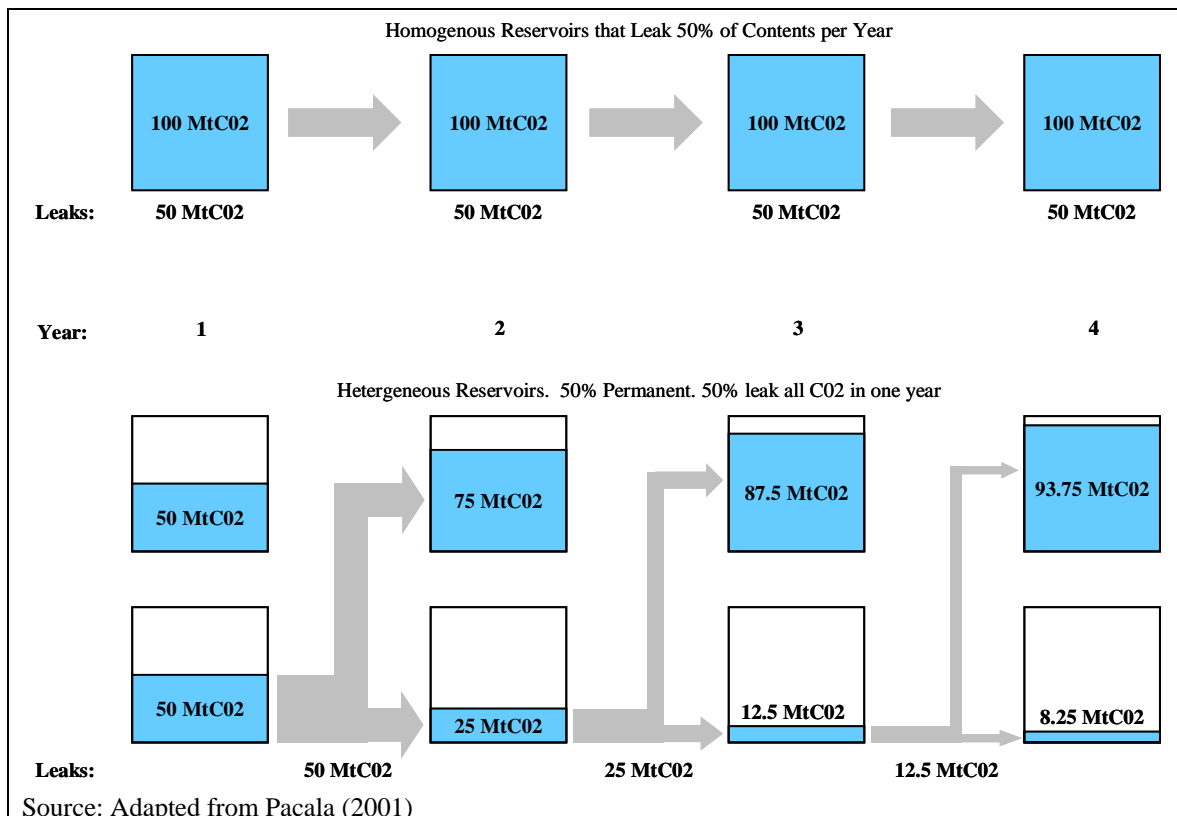 Homogenous Reservoirs that Leak 50% of Contents per Year
100 MtC02 100 MtC02 100 MtC02 100 MtC02
Leaks: 50 MtC02 50 MtC02 50 MtC02 50 MtC02
Year: 1 2 3 4
Hetergeneous Reservoirs. 50% Permanent. 50% leak all C02 in one year
50 MtC02 75 MtC02 87.5 MtC02 93.75 MtC02
50 MtC02 25 MtC02 12.5 MtC02 8.25 MtC02
Leaks: 50 MtC02 25 MtC02 12.5 MtC02
Source: Adapted from Pacala (2001)